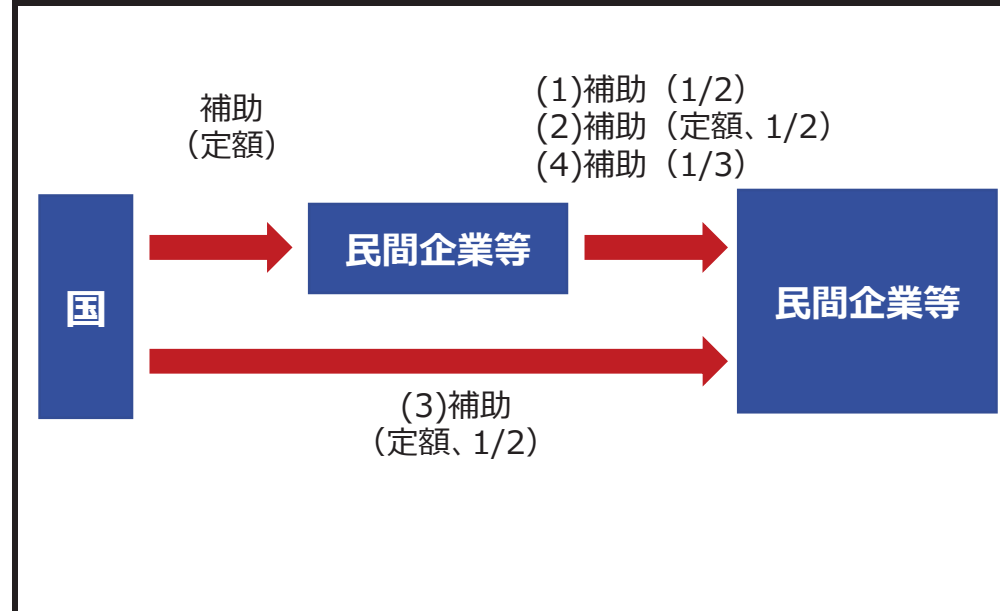 補助
（定額）
(1)補助（1/2）
(2)補助（定額、1/2）
(4)補助（1/3）
国
民間企業等
民間企業等
(3)補助
（定額、1/2）